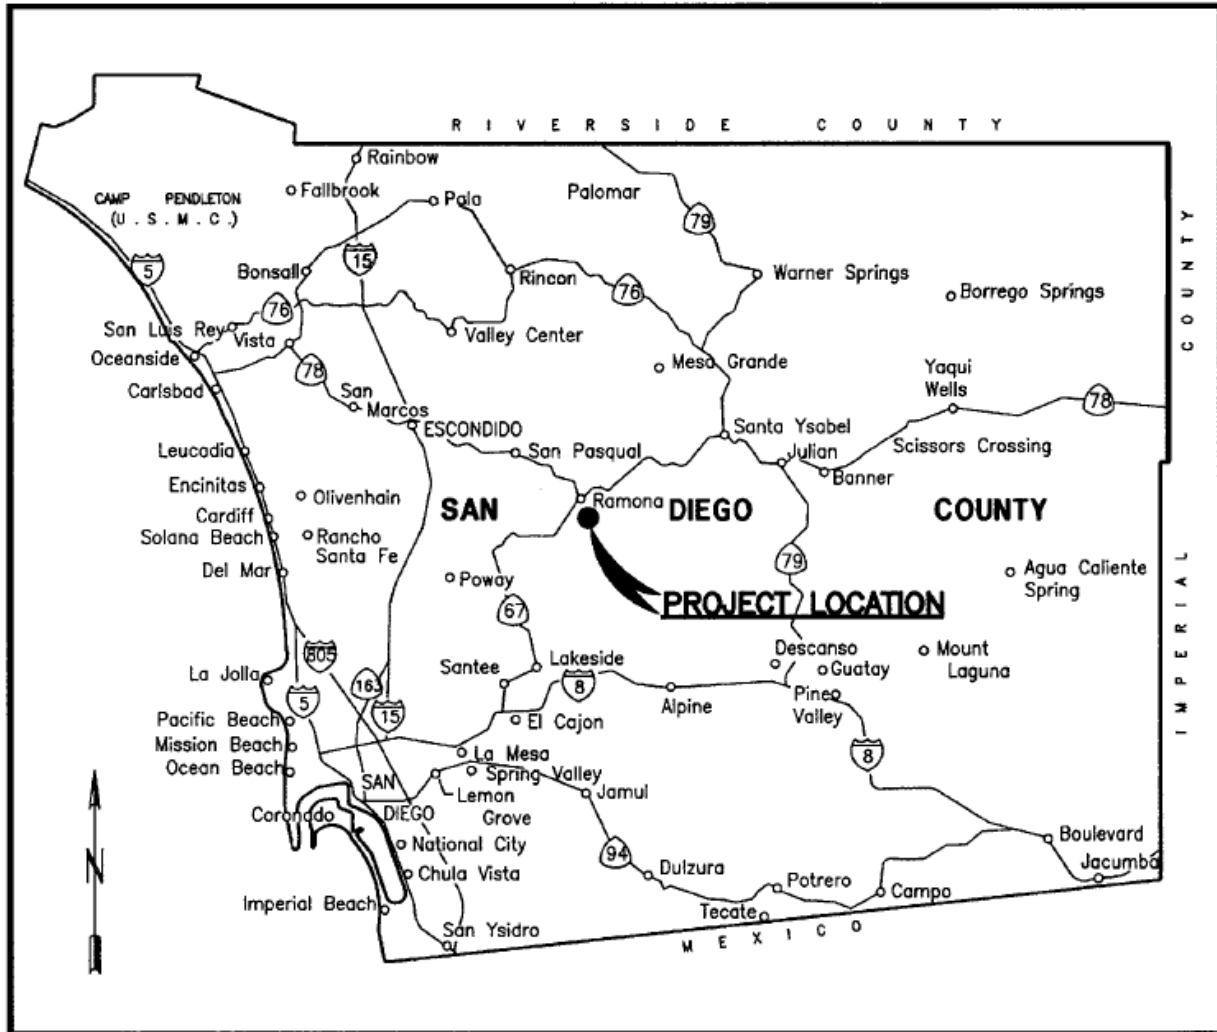 RIVERSIDE COUNTY
Rainbow
Fallbrook
Pala
Palomar
CAMP PENDLETON
(U.S.M.C.)
79
5
15
Bonsall
Rincon
Warner Springs
76
76
Borrego Springs
COUNTY
San Luis Rey
Vista
Valley Center
Oceanside
Mesa Grande
78
Carlsbad
San
Marcos
Yaqui
Wells
78
ESCONDIDO
Santa Ysabel
Leucadia
San Pasqual
Julian
Scissors Crossing
Banner
Encinitas
Olivenhain
Ramona
SAN DIEGO COUNTY
Cardiff
Solana Beach
Rancho
Santa Fe
Del Mar
Poway
79
Agua Caliente
Spring
67
PROJECT LOCATION
IMPERIAL
805
Santee
Lakeside
Descanso
Guatay
Mount
Laguna
La Jolla
163
8
5
15
Alpine
Pine
Valley
Pacific Beach
El Cajon
Mission Beach
La Mesa
8
Ocean Beach
SAN
DIEGO
Spring Valley
Lemon
Grove
Jamul
Coronado
N
National City
Boulevard
94
Jacumba
Chula Vista
Dulzura
Potrero
Campo
Imperial Beach
Tecate
San Ysidro
MEXICO